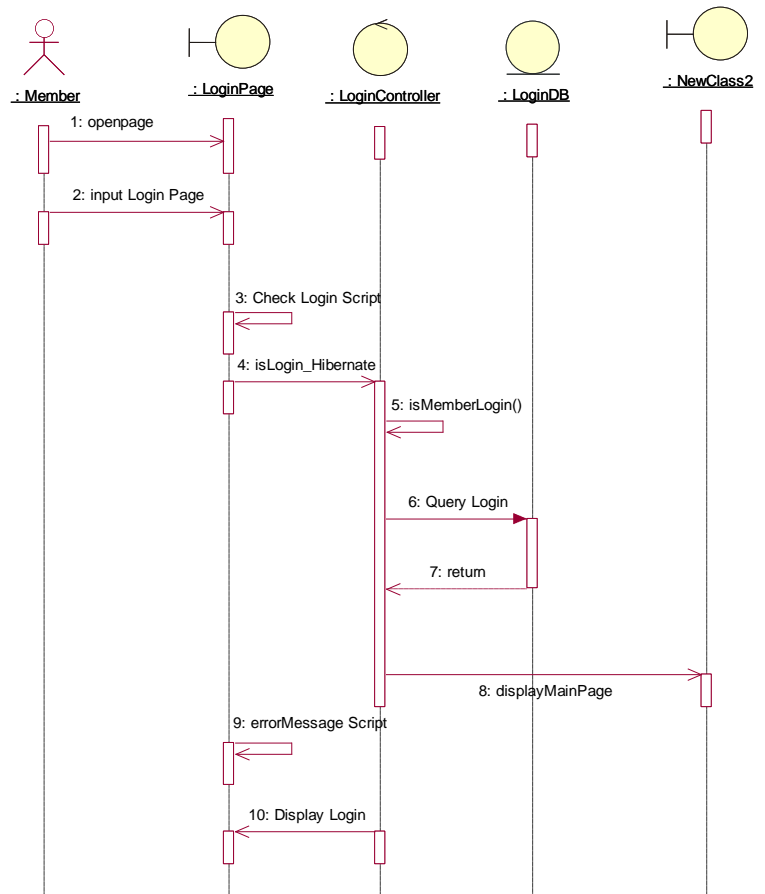 : Member
: LoginPage
: LoginController
: LoginDB
: NewClass2
1: openpage
2: input Login Page
3: Check Login Script
4: isLogin_Hibernate
5: isMemberLogin()
6: Query Login
7: return
8: displayMainPage
9: errorMessage Script
10: Display Login